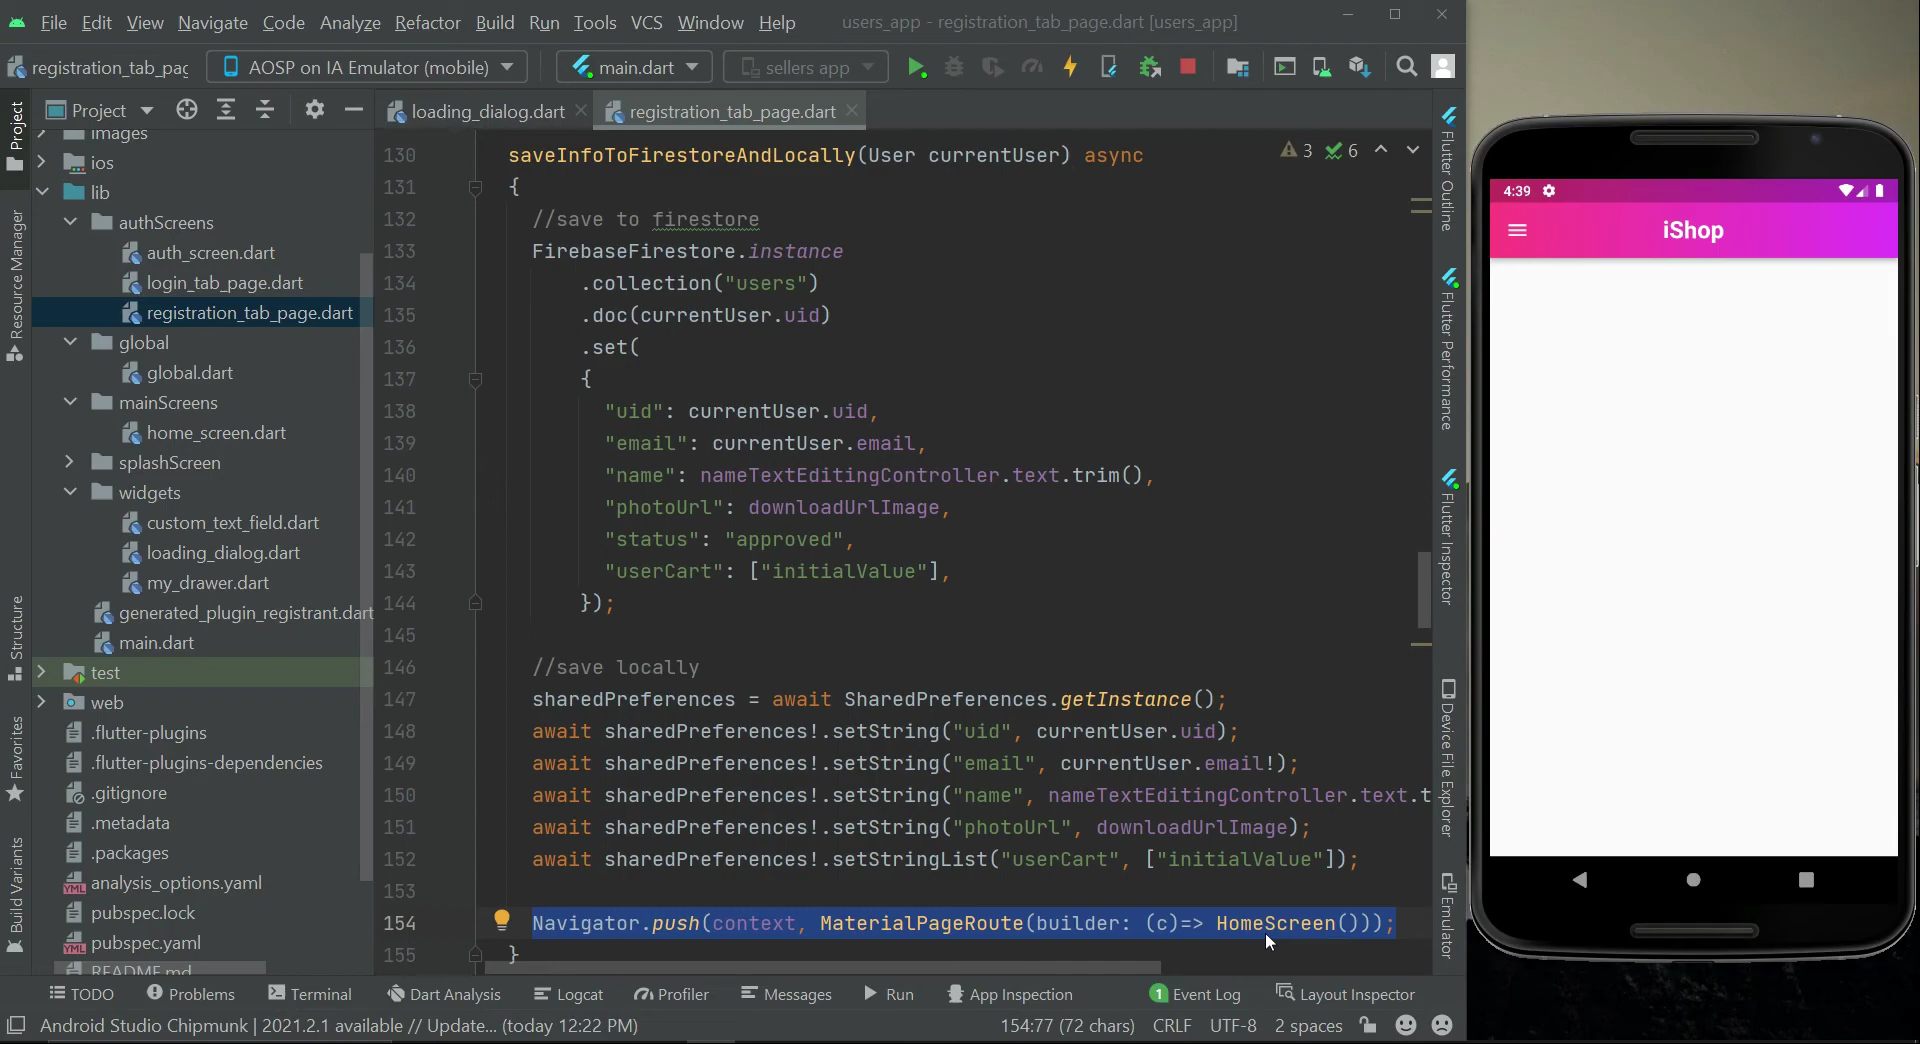 File Edit View Navigate Code Analyze Refactor Build Run Tools VCS Window Help users_app - registration_tab_page.dart [users_app]
registration_tab_pag AOSP on IA Emulator (mobile) main.dart sellers app
Project
loading_dialog.dart registration_tab_page.dart
images
ios
lib
authScreens
auth_screen.dart
login_tab_page.dart
registration_tab_page.dart
global
global.dart
mainScreens
home_screen.dart
splashScreen
widgets
custom_text_field.dart
loading_dialog.dart
my_drawer.dart
generated_plugin_registrant.dart
main.dart
test
web
.flutter-plugins
.flutter-plugins-dependencies
.gitignore
.metadata
.packages
analysis_options.yaml
pubspec.lock
pubspec.yaml
README.md
Project
Resource Manager
Structure
Favorites
Build Variants
3 6
130 saveInfoToFirestoreAndLocally(User currentUser) async
131 {
132 //save to firestore
133 FirebaseFirestore.instance
134 .collection("users")
135 .doc(currentUser.uid)
136 .set(
137 {
138 "uid": currentUser.uid,
139 "email": currentUser.email,
140 "name": nameTextEditingController.text.trim(),
141 "photoUrl": downloadUrlImage,
142 "status": "approved",
143 "userCart": ["initialValue"],
144 });
145
146 //save locally
147 sharedPreferences = await SharedPreferences.getInstance();
148 await sharedPreferences!.setString("uid", currentUser.uid);
149 await sharedPreferences!.setString("email", currentUser.email!);
150 await sharedPreferences!.setString("name", nameTextEditingController.text.t
151 await sharedPreferences!.setString("photoUrl", downloadUrlImage);
152 await sharedPreferences!.setStringList("userCart", ["initialValue"]);
153
154 Navigator.push(context, MaterialPageRoute(builder: (c)=> HomeScreen()));
155 }
Flutter Outline
Flutter Performance
Flutter Inspector
Device File Explorer
Emulator
4:39
iShop
TODO Problems Terminal Dart Analysis Logcat Profiler Messages Run App Inspection 1 Event Log Layout Inspector
Android Studio Chipmunk | 2021.2.1 available // Update... (today 12:22 PM) 154:77 (72 chars) CRLF UTF-8 2 spaces